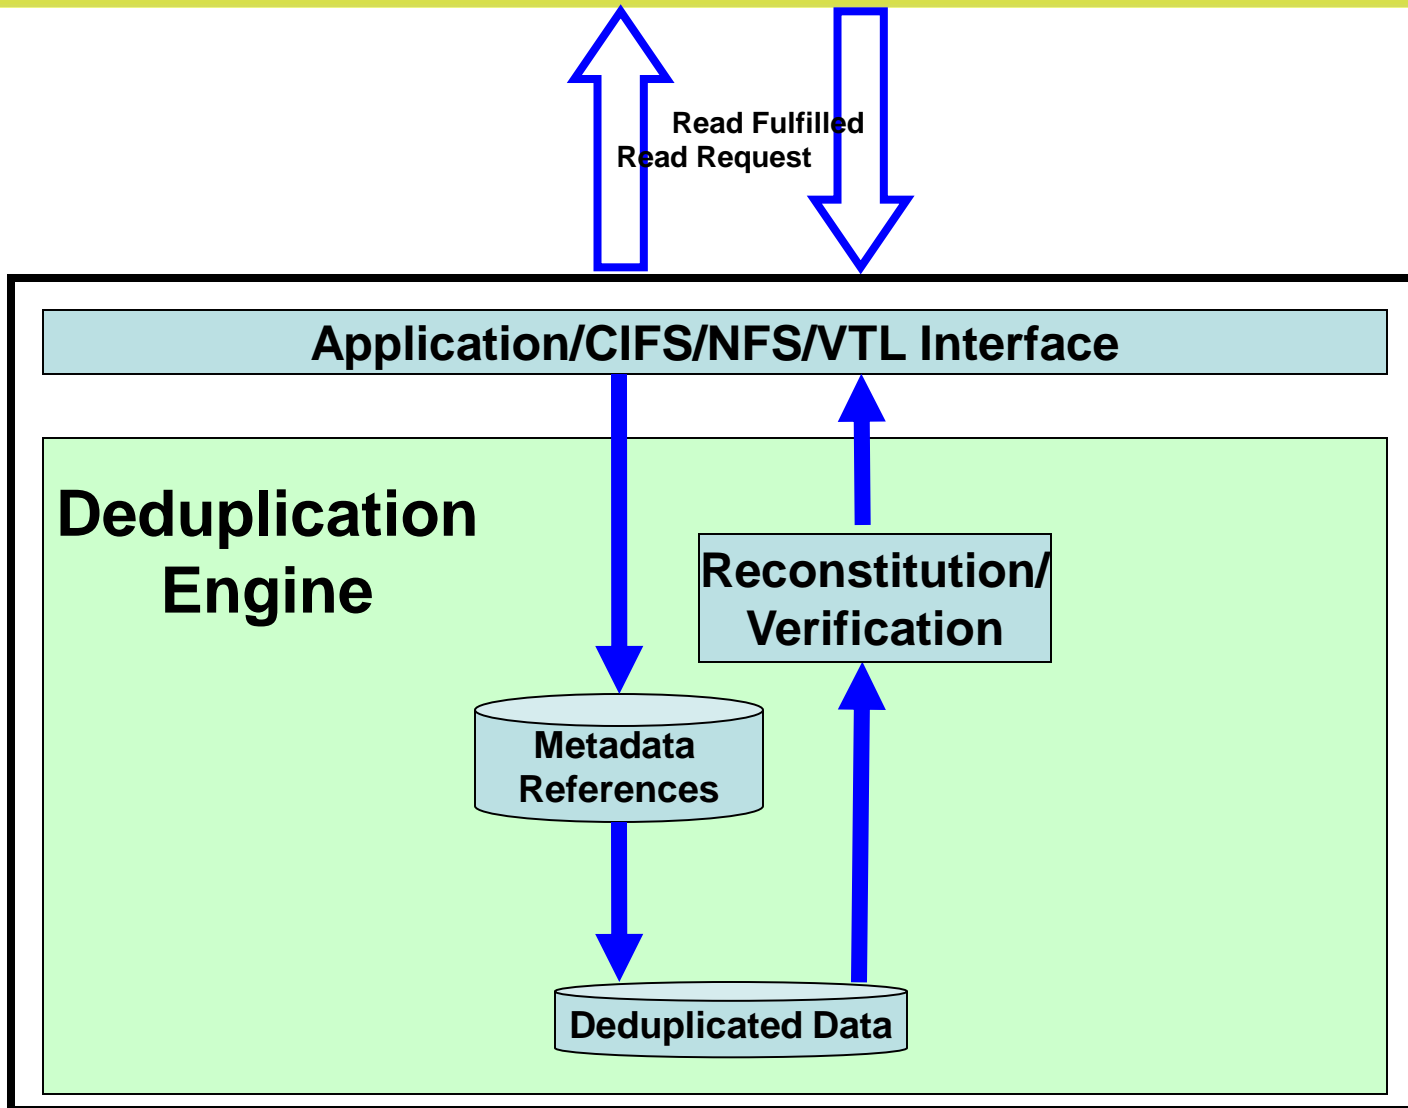 Read Fulfilled
Read Request
Application/CIFS/NFS/VTL Interface
Deduplication
Engine
Reconstitution/
Verification
Metadata
References
Deduplicated Data